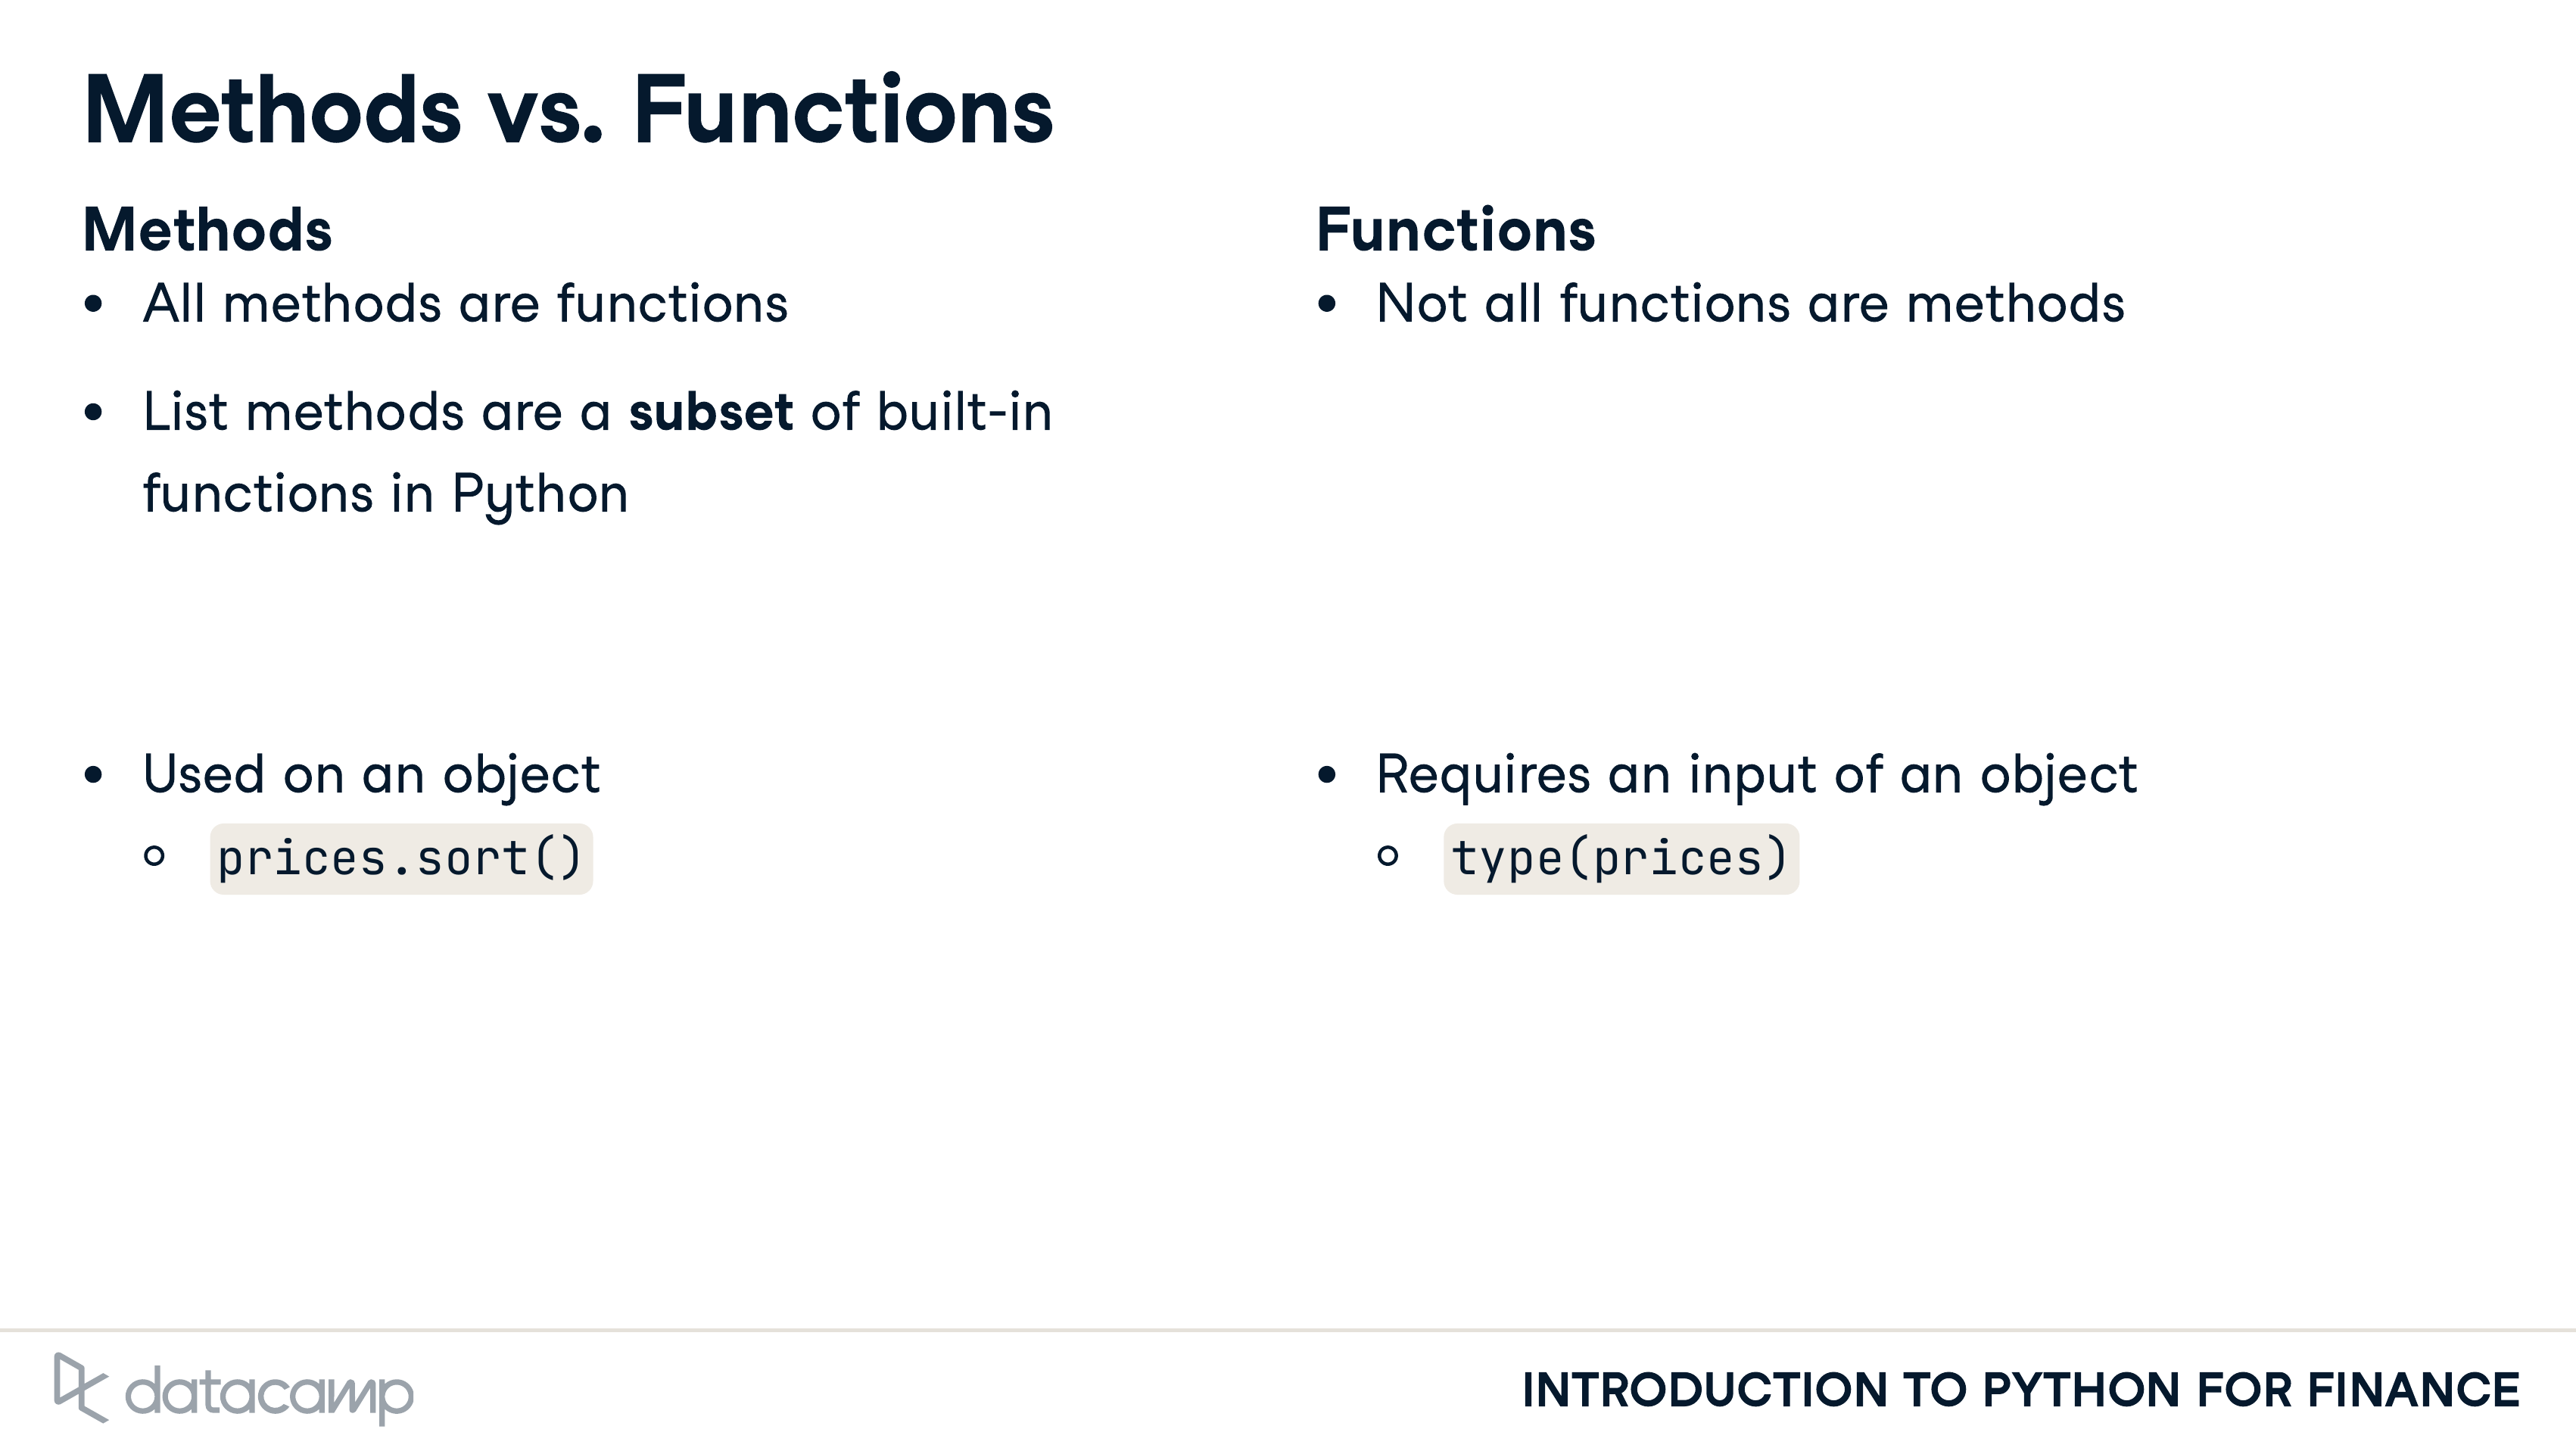 Methods vs. Functions
Methods
• All methods are functions
• List methods are a subset of built-in
functions in Python
• Used on an object
○ prices.sort()
Functions
• Not all functions are methods
• Requires an input of an object
○ type(prices)
datacamp
INTRODUCTION TO PYTHON FOR FINANCE